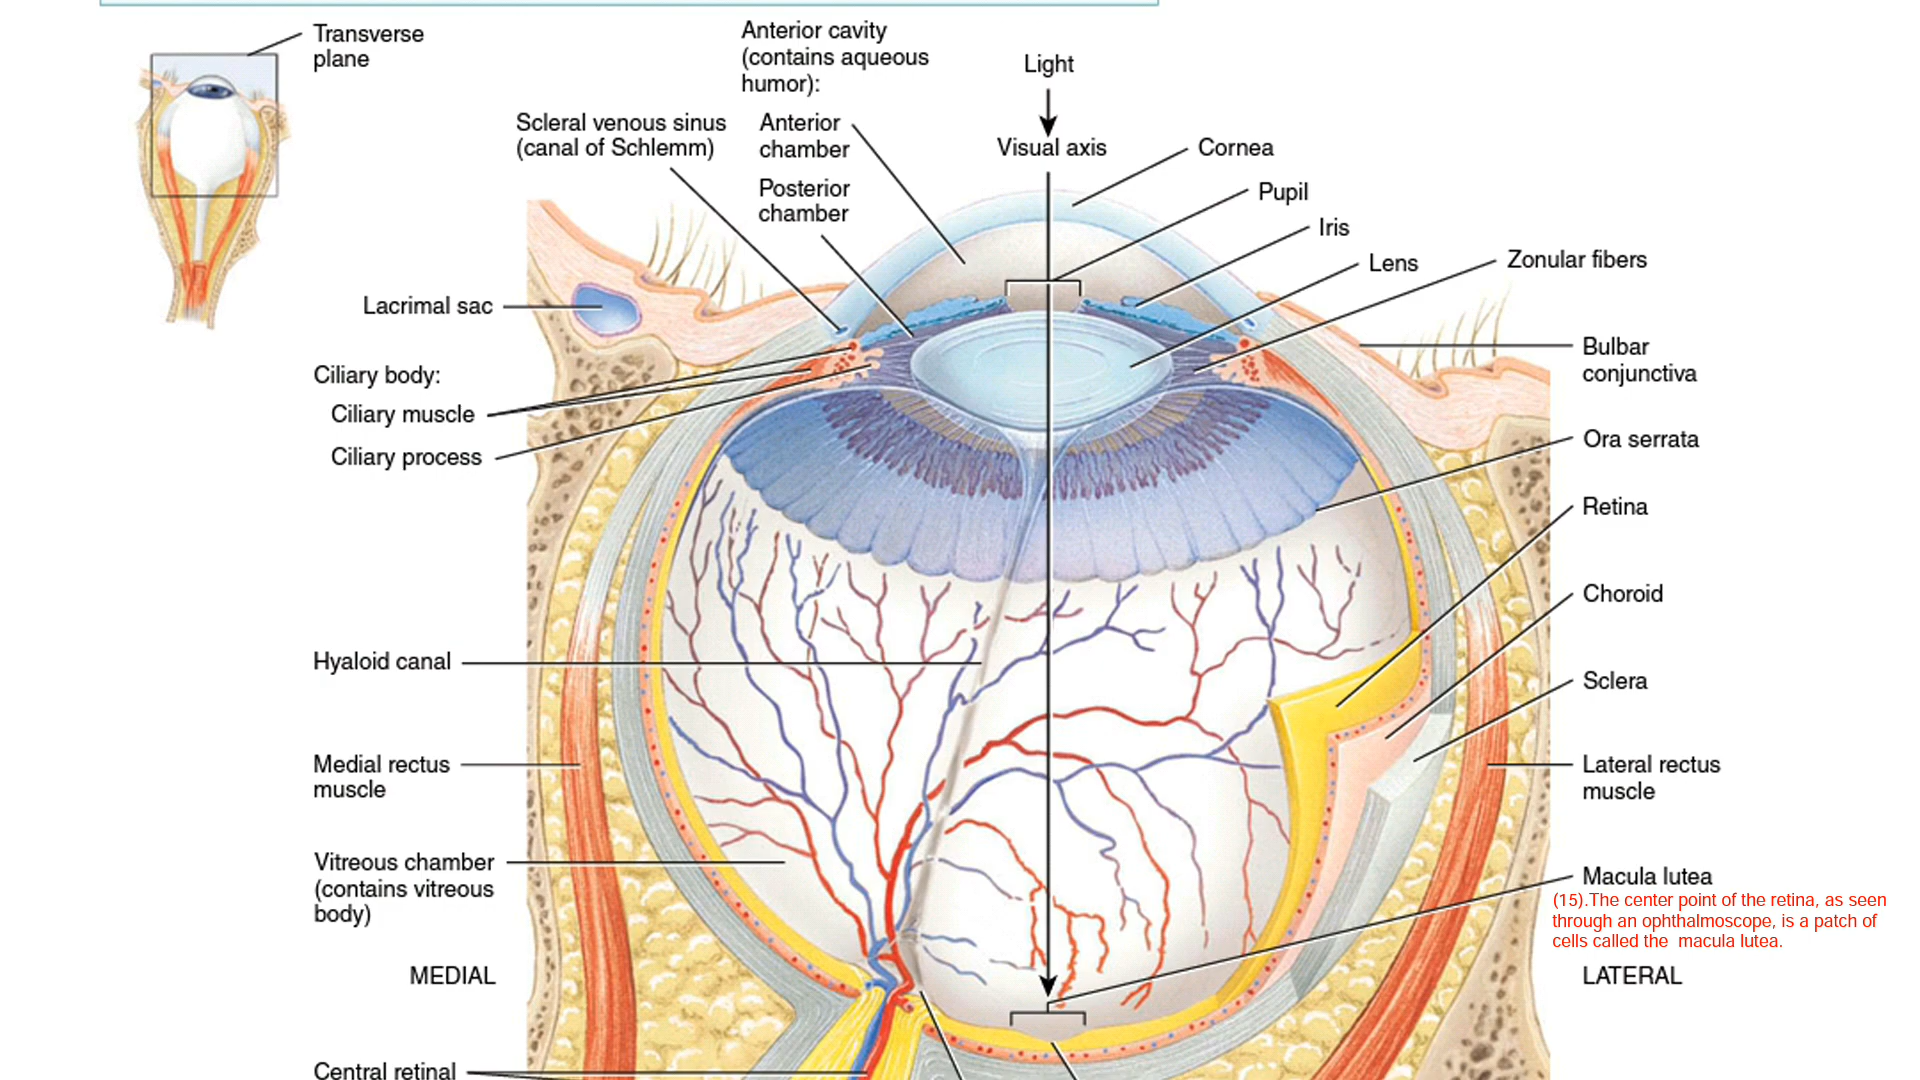 Transverse
plane
Anterior cavity
(contains aqueous
humor):
Light
Scleral venous sinus
(canal of Schlemm)
Anterior
chamber
Visual axis
Cornea
Posterior
chamber
Pupil
Iris
Lens
Zonular fibers
Lacrimal sac
Bulbar
conjunctiva
Ciliary body:
Ciliary muscle
Ciliary process
Ora serrata
Retina
Choroid
Hyaloid canal
Sclera
Medial rectus
muscle
Lateral rectus
muscle
Vitreous chamber
(contains vitreous
body)
Macula lutea
(15).The center point of the retina, as seen
through an ophthalmoscope, is a patch of
cells called the  macula lutea.
MEDIAL
LATERAL
Central retinal